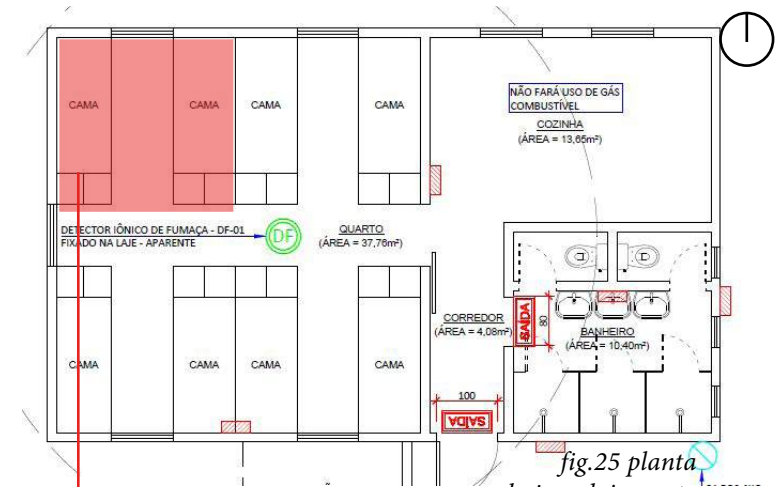 CAMA
CAMA
CAMA
CAMA
NÃO FARÁ USO DE GÁS
COMBUSTÍVEL
COZINHA
(ÁREA = 13,65m²)
DETECTOR IÔNICO DE FUMAÇA - DF-01
FIXADO NA LAJE - APARENTE
DF
QUARTO
(ÁREA = 37,76m²)
CORREDOR
(ÁREA = 4,08m²)
SAÍDA
80
BANHEIRO
(ÁREA = 10,40m²)
CAMA
CAMA
CAMA
CAMA
100
SAÍDA
fig.25 planta